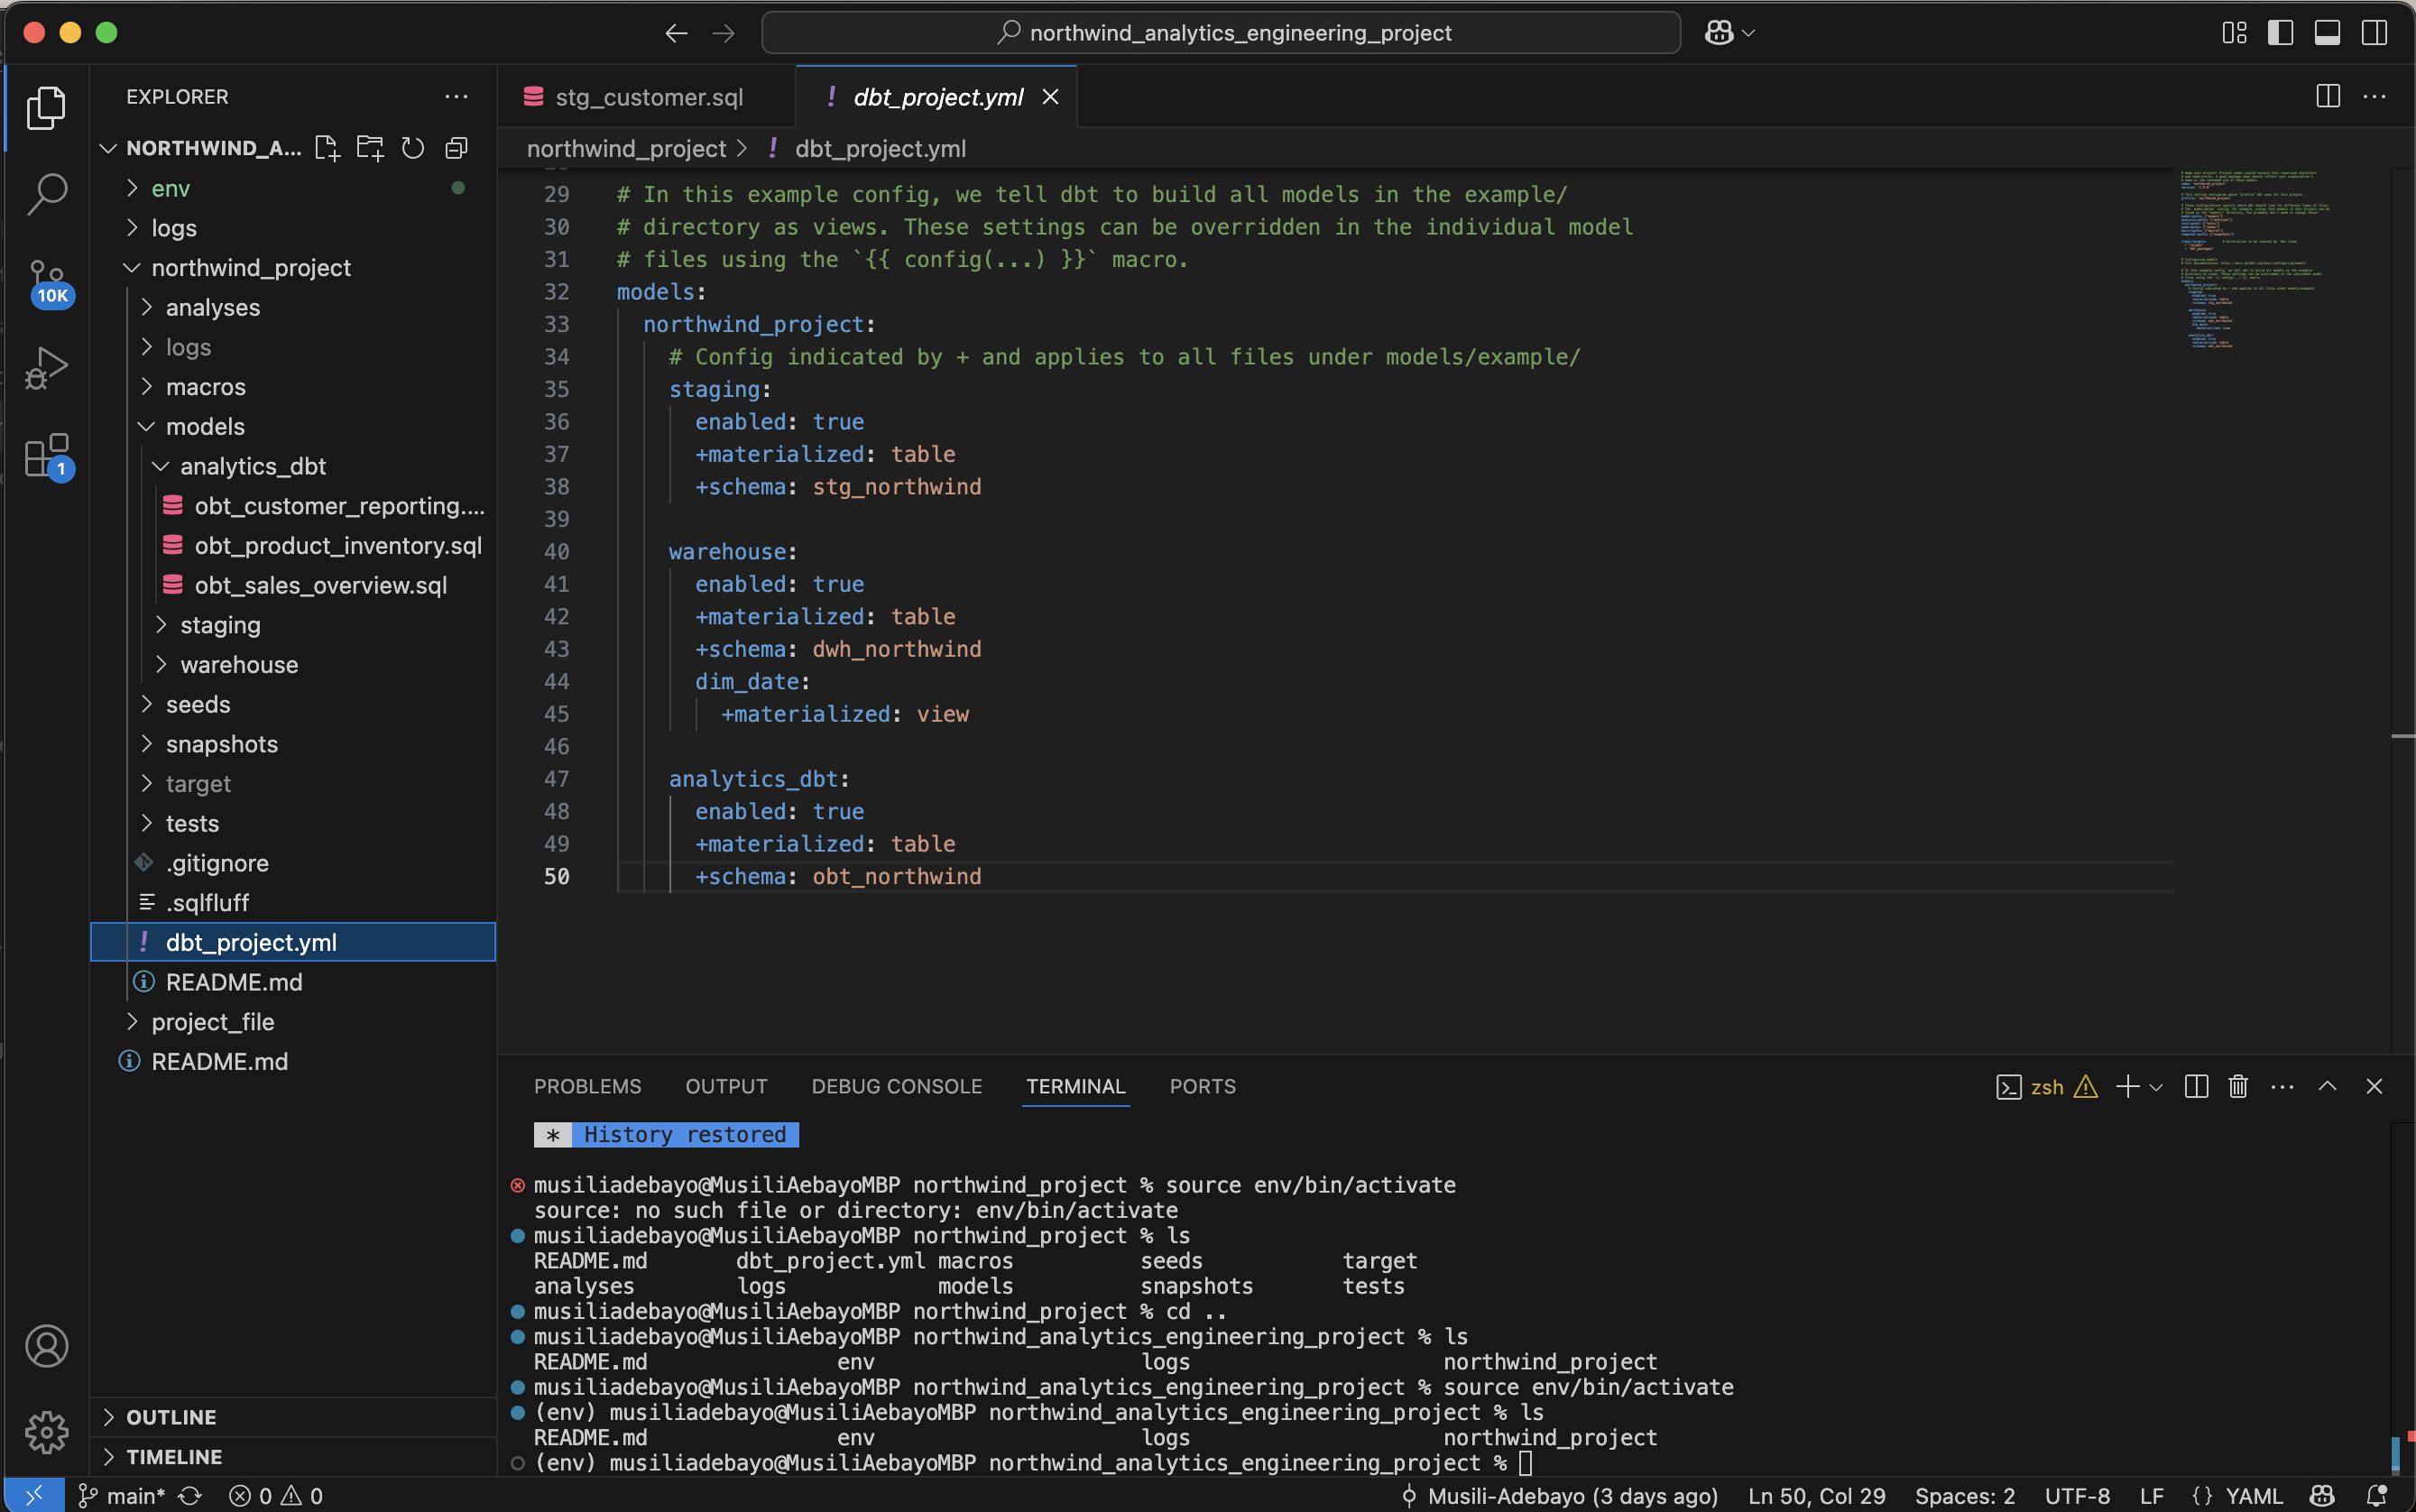 northwind_analytics_engineering_project
EXPLORER
NORTHWIND_A...
env
logs
northwind_project
analyses
logs
macros
models
analytics_dbt
obt_customer_reporting....
obt_product_inventory.sql
obt_sales_overview.sql
staging
warehouse
seeds
snapshots
target
tests
.gitignore
.sqlfluff
dbt_project.yml
README.md
project_file
README.md
OUTLINE
TIMELINE
10K
1
stg_customer.sql
! dbt_project.yml
northwind_project > ! dbt_project.yml
29 # In this example config, we tell dbt to build all models in the example/
30 # directory as views. These settings can be overridden in the individual model
31 # files using the `{{ config(...) }}` macro.
32 models:
33 northwind_project:
34 # Config indicated by + and applies to all files under models/example/
35 staging:
36 enabled: true
37 +materialized: table
38 +schema: stg_northwind
39
40 warehouse:
41 enabled: true
42 +materialized: table
43 +schema: dwh_northwind
44 dim_date:
45 +materialized: view
46
47 analytics_dbt:
48 enabled: true
49 +materialized: table
50 +schema: obt_northwind
PROBLEMS OUTPUT DEBUG CONSOLE TERMINAL PORTS
zsh
* History restored
musiliadebayo@MusiliAebayoMBP northwind_project % source env/bin/activate
source: no such file or directory: env/bin/activate
musiliadebayo@MusiliAebayoMBP northwind_project % ls
README.md dbt_project.yml macros seeds target
analyses logs models snapshots tests
musiliadebayo@MusiliAebayoMBP northwind_project % cd ..
musiliadebayo@MusiliAebayoMBP northwind_analytics_engineering_project % ls
README.md env logs northwind_project
musiliadebayo@MusiliAebayoMBP northwind_analytics_engineering_project % source env/bin/activate
(env) musiliadebayo@MusiliAebayoMBP northwind_analytics_engineering_project % ls
README.md env logs northwind_project
(env) musiliadebayo@MusiliAebayoMBP northwind_analytics_engineering_project %
main* 0 0 Musili-Adebayo (3 days ago) Ln 50, Col 29 Spaces: 2 UTF-8 LF {} YAML